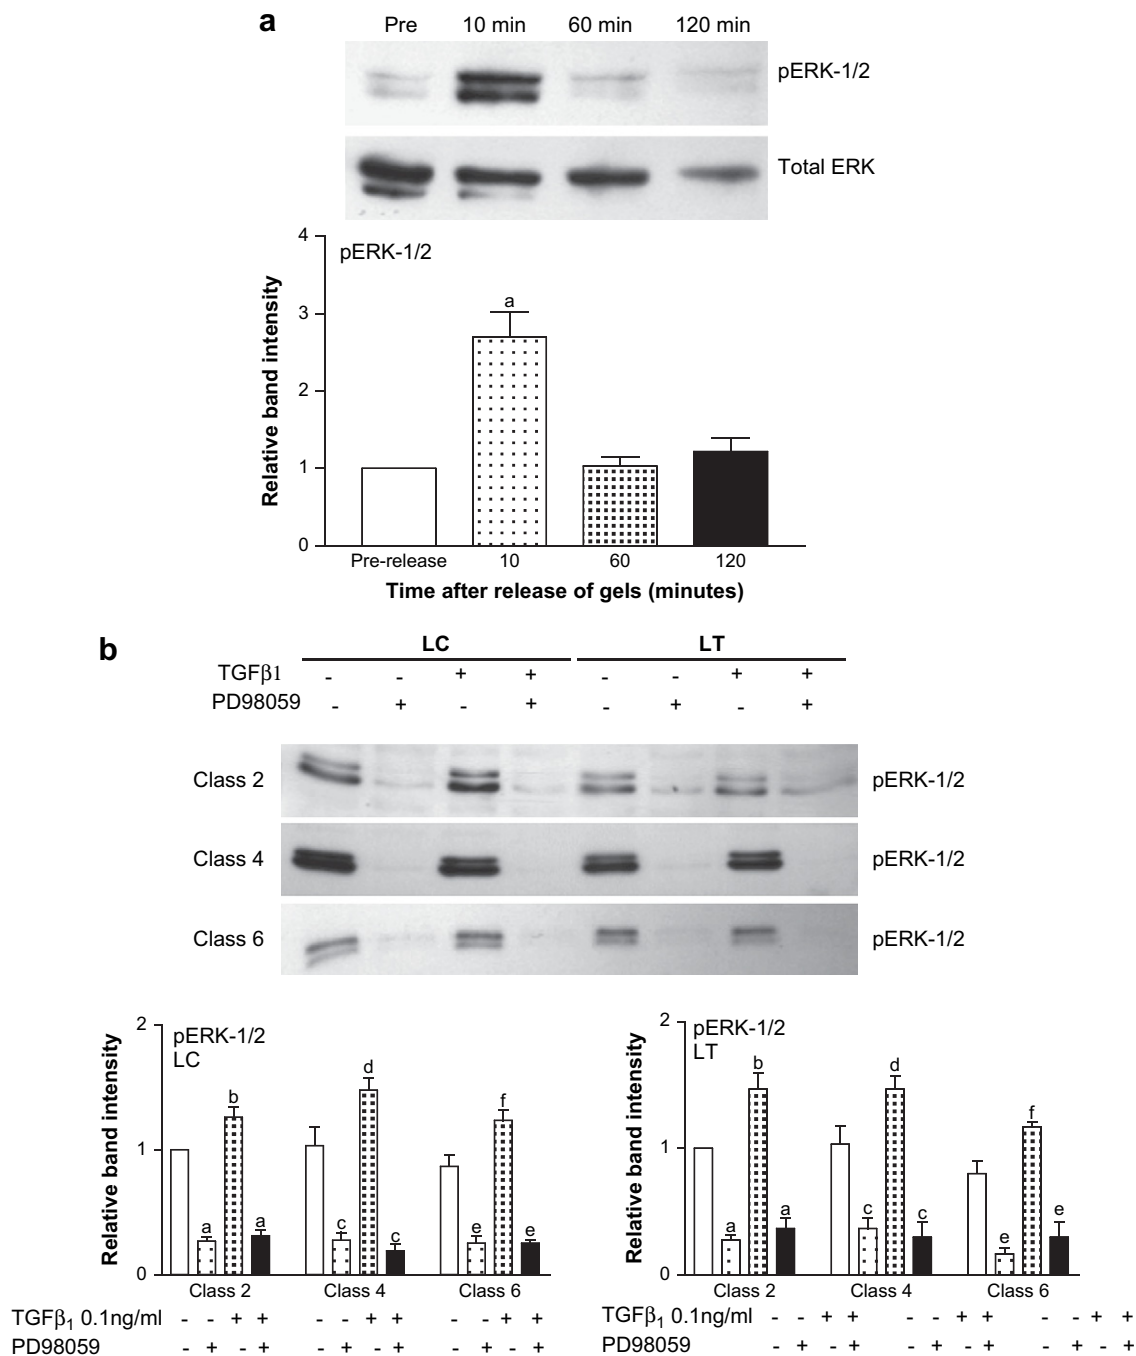 a
Pre 10 min 60 min 120 min
pERK-1/2
Total ERK
4
3
2
1
0
Relative band intensity
pERK-1/2
a
Pre-release 10 60 120
Time after release of gels (minutes)
b
LC LT
TGFβ1 - - + + - - + +
PD98059 - + - + - + - +
Class 2 pERK-1/2
Class 4 pERK-1/2
Class 6 pERK-1/2
2
1
0
Relative band intensity
pERK-1/2
LC
a b a c d c e f e
Class 2 Class 4 Class 6
TGFβ₁ 0.1ng/ml - - + + - - + + - - + +
PD98059 - + - + - + - + - + - +
2
1
0
Relative band intensity
pERK-1/2
LT
a b a c d c e f e
Class 2 Class 4 Class 6
TGFβ₁ 0.1ng/ml - - + + - - + + - - + +
PD98059 - + - + - + - + - + - +